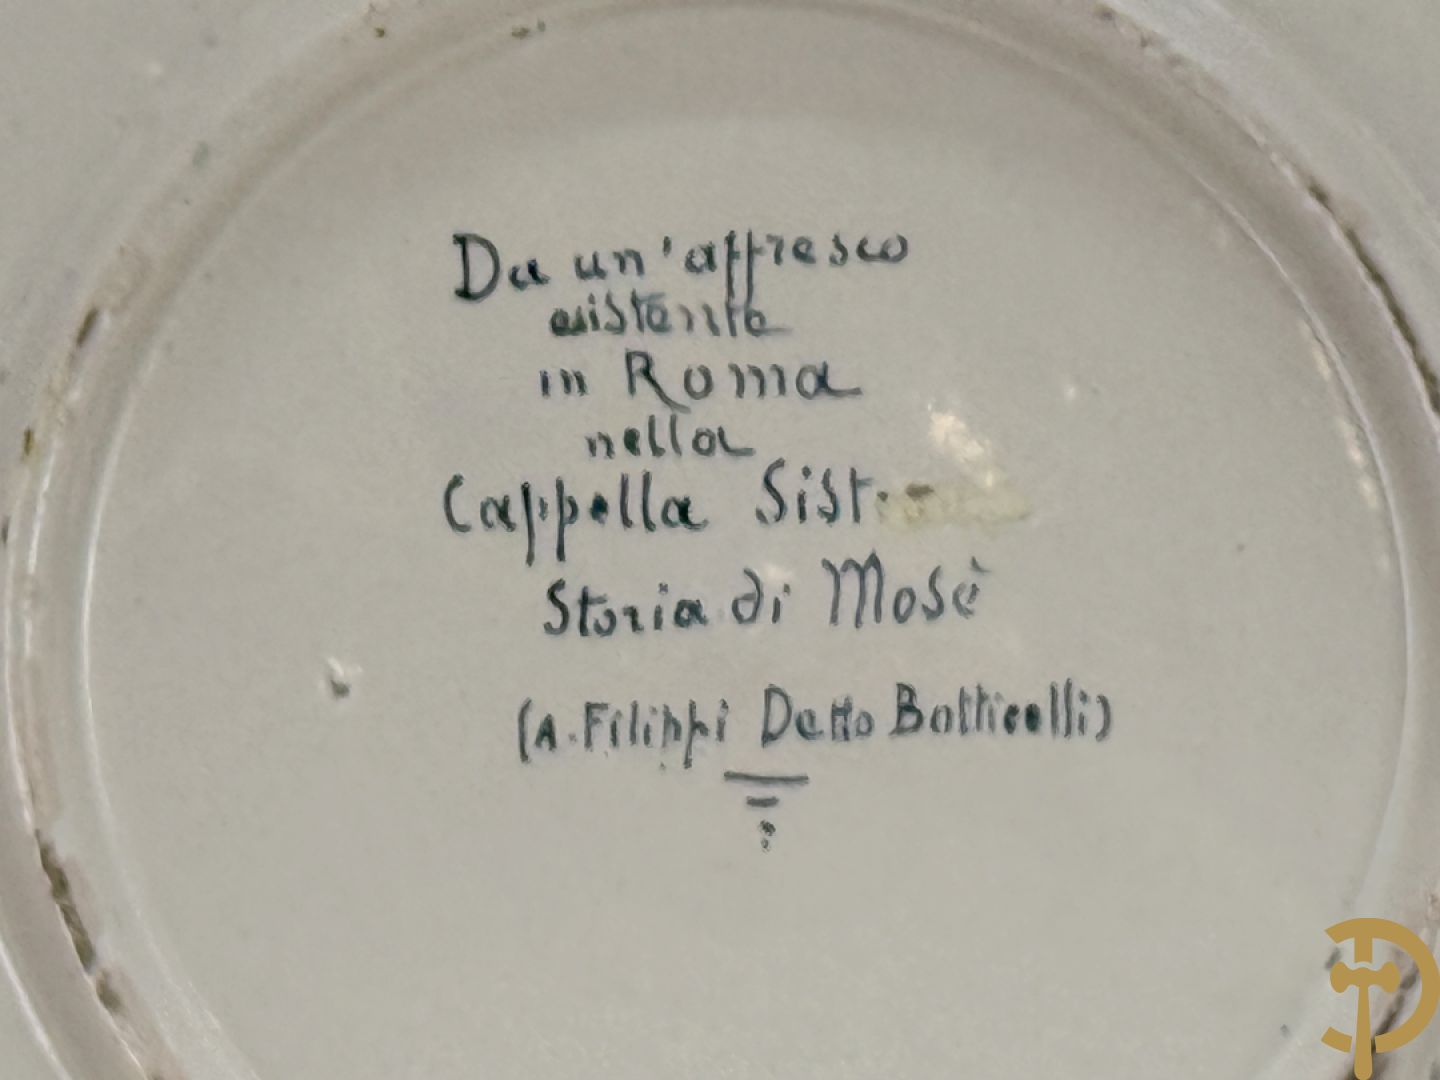 Da un'affresco
esistente
in Roma
nella
Cappella Sist
Storia di Mosè
(A. Filippi Detto Botticelli)